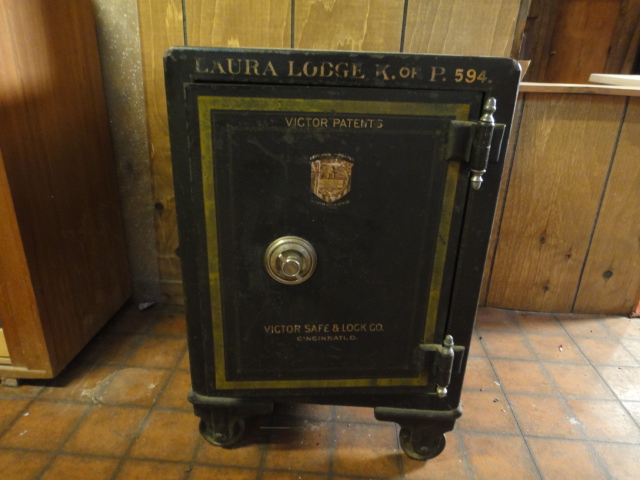 LAURA LODGE K. OF P. 594.
VICTOR PATENTS
VICTOR SAFE & LOCK CO.
CINCINNATI. O.